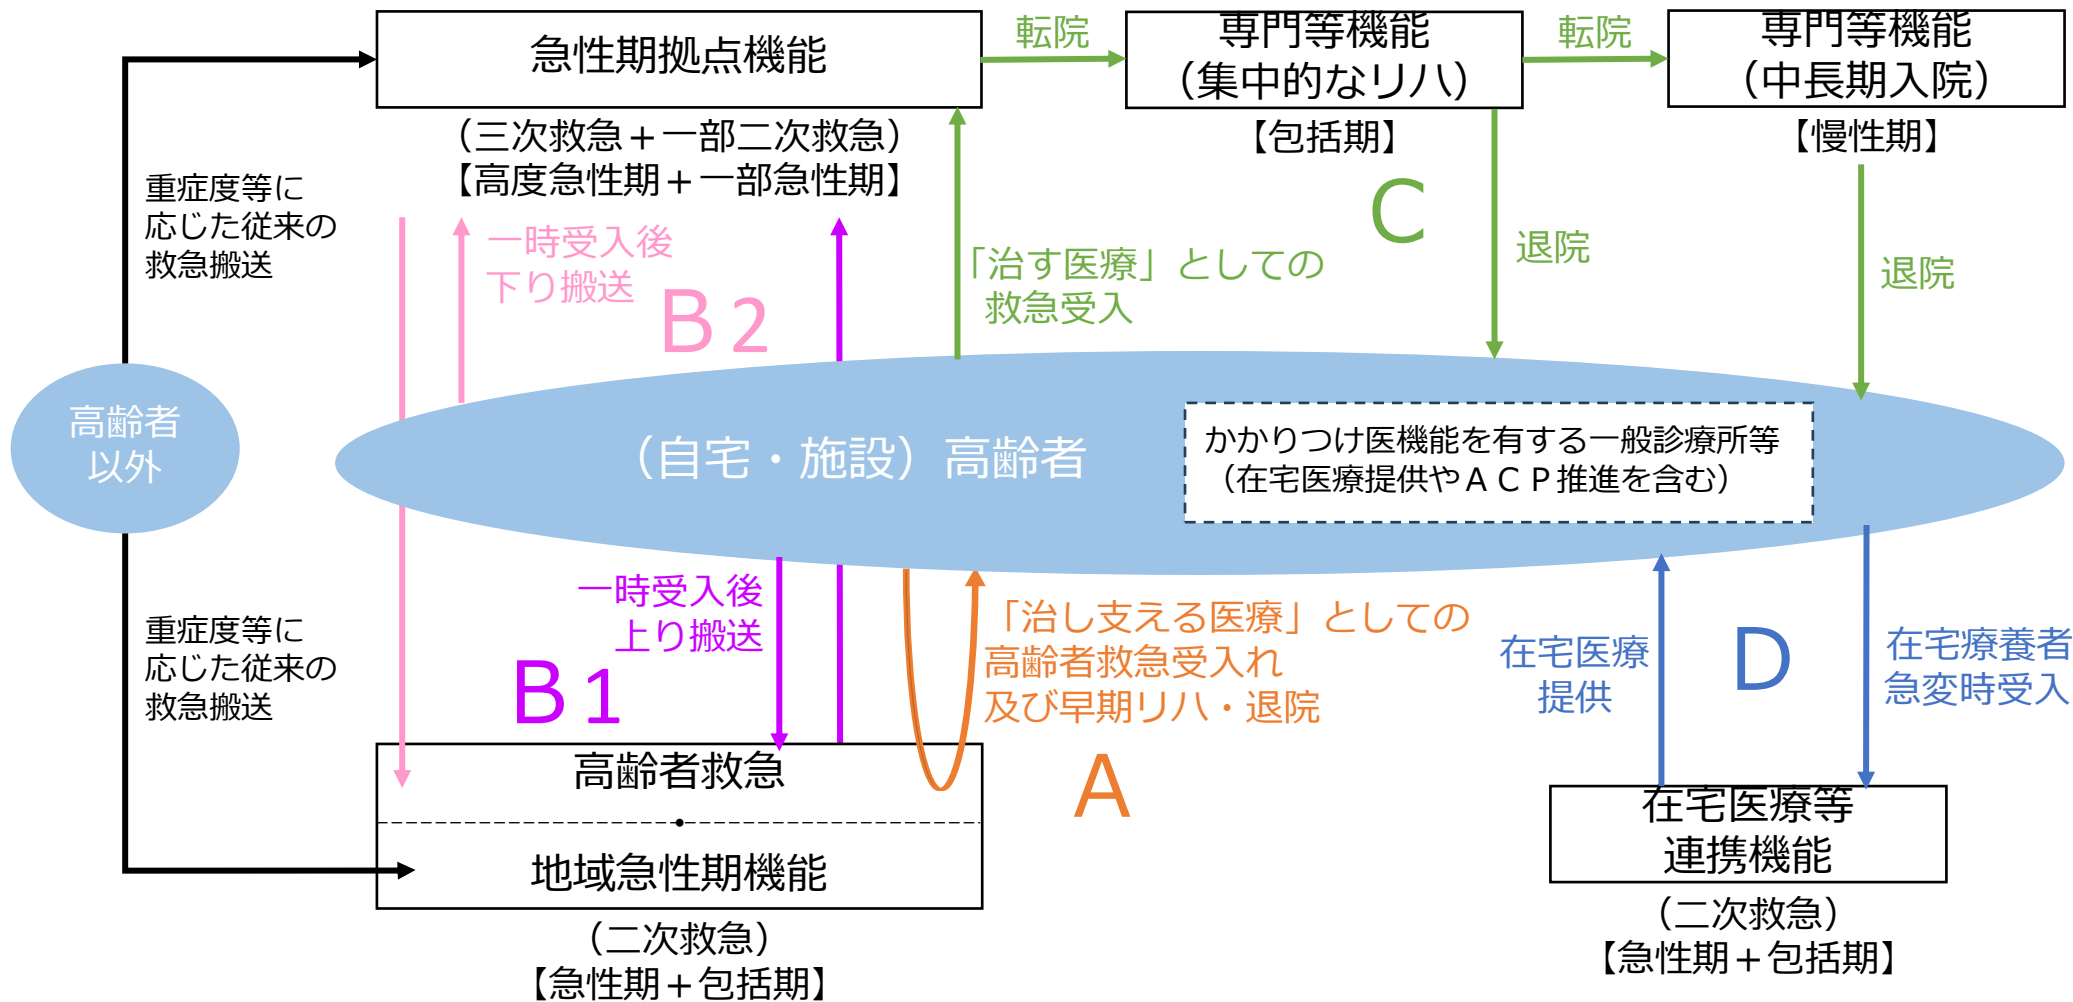 急性期拠点機能
（三次救急＋一部二次救急）
【高度急性期＋一部急性期】
転院
専門等機能
（集中的なリハ）
【包括期】
転院
専門等機能
（中長期入院）
【慢性期】
重症度等に
応じた従来の
救急搬送
一時受入後
下り搬送
B2
「治す医療」としての
救急受入
C
退院
退院
高齢者
以外
（自宅・施設）高齢者
かかりつけ医機能を有する一般診療所等
（在宅医療提供やＡＣＰ推進を含む）
重症度等に
応じた従来の
救急搬送
一時受入後
上り搬送
B1
「治し支える医療」としての
高齢者救急受入れ
及び早期リハ・退院
A
在宅医療
提供
D
在宅療養者
急変時受入
高齢者救急
地域急性期機能
（二次救急）
【急性期＋包括期】
在宅医療等
連携機能
（二次救急）
【急性期＋包括期】